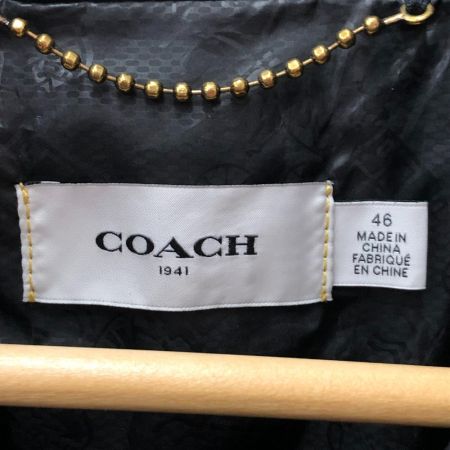 COACH
1941
46
MADE IN
CHINA
FABRIQUÉ
EN CHINE